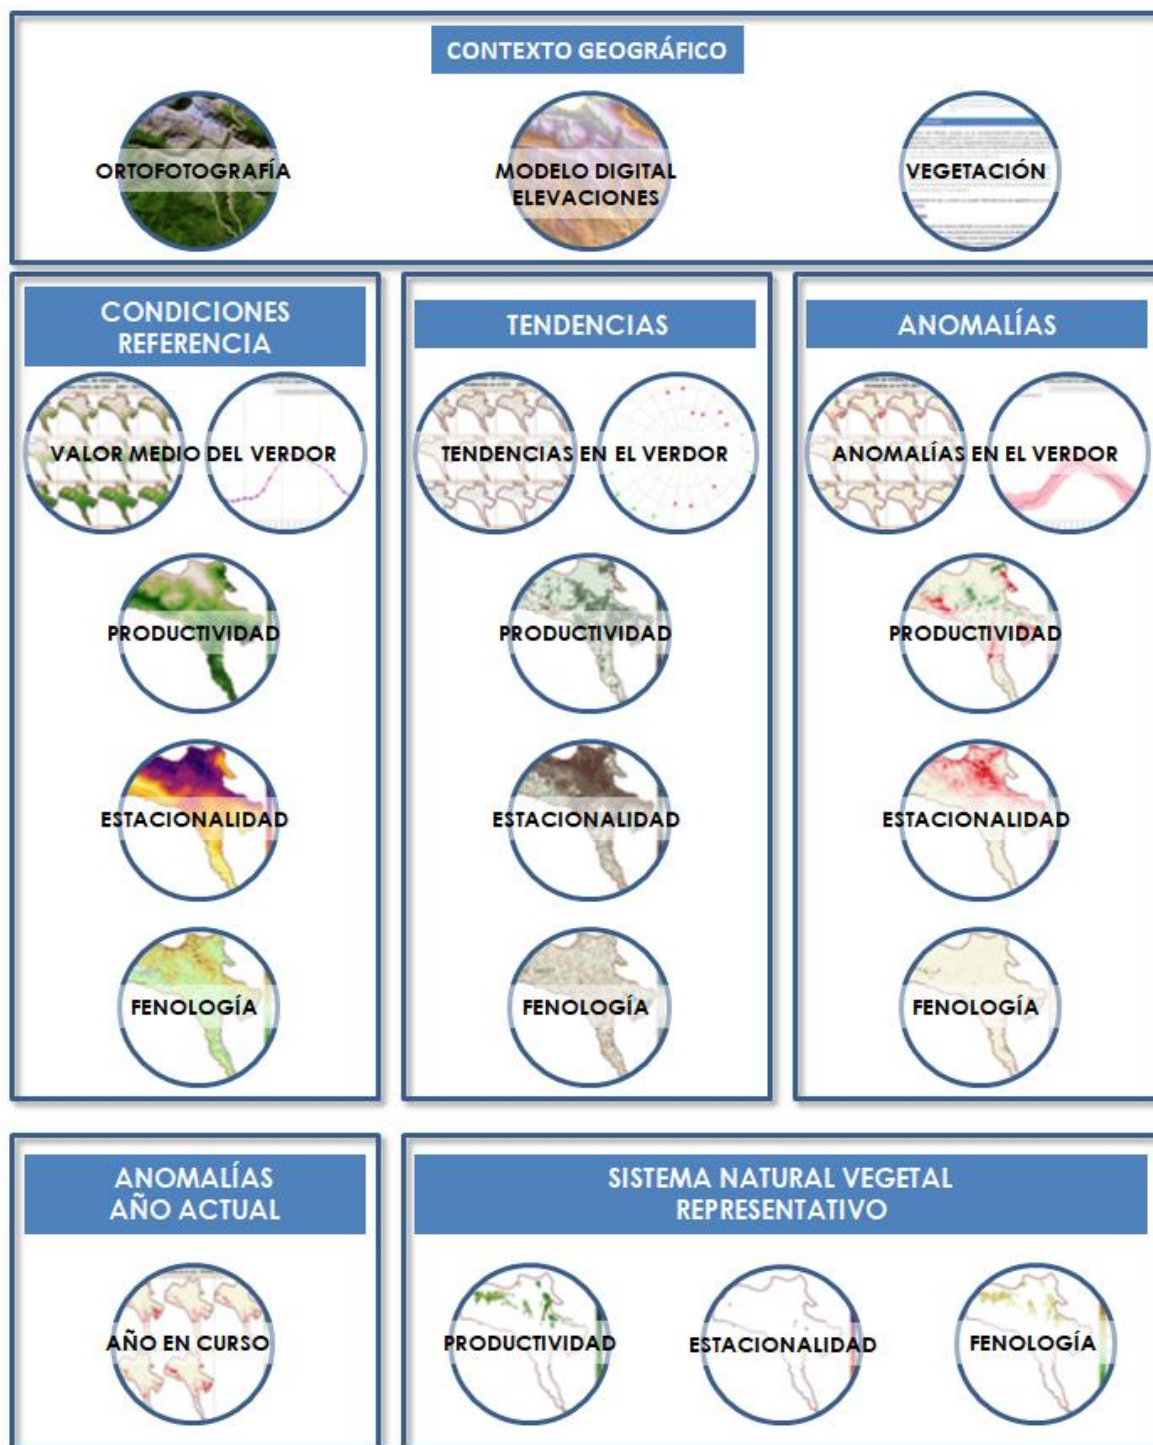 CONTEXTO GEOGRÁFICO
ORTOFOTOGRAFÍA
MODELO DIGITAL
ELEVACIONES
VEGETACIÓN
CONDICIONES
REFERENCIA
VALOR MEDIO DEL VERDOR
PRODUCTIVIDAD
ESTACIONALIDAD
FENOLOGÍA
TENDENCIAS
TENDENCIAS EN EL VERDOR
PRODUCTIVIDAD
ESTACIONALIDAD
FENOLOGÍA
ANOMALÍAS
ANOMALÍAS EN EL VERDOR
PRODUCTIVIDAD
ESTACIONALIDAD
FENOLOGÍA
ANOMALÍAS
AÑO ACTUAL
AÑO EN CURSO
SISTEMA NATURAL VEGETAL
REPRESENTATIVO
PRODUCTIVIDAD
ESTACIONALIDAD
FENOLOGÍA